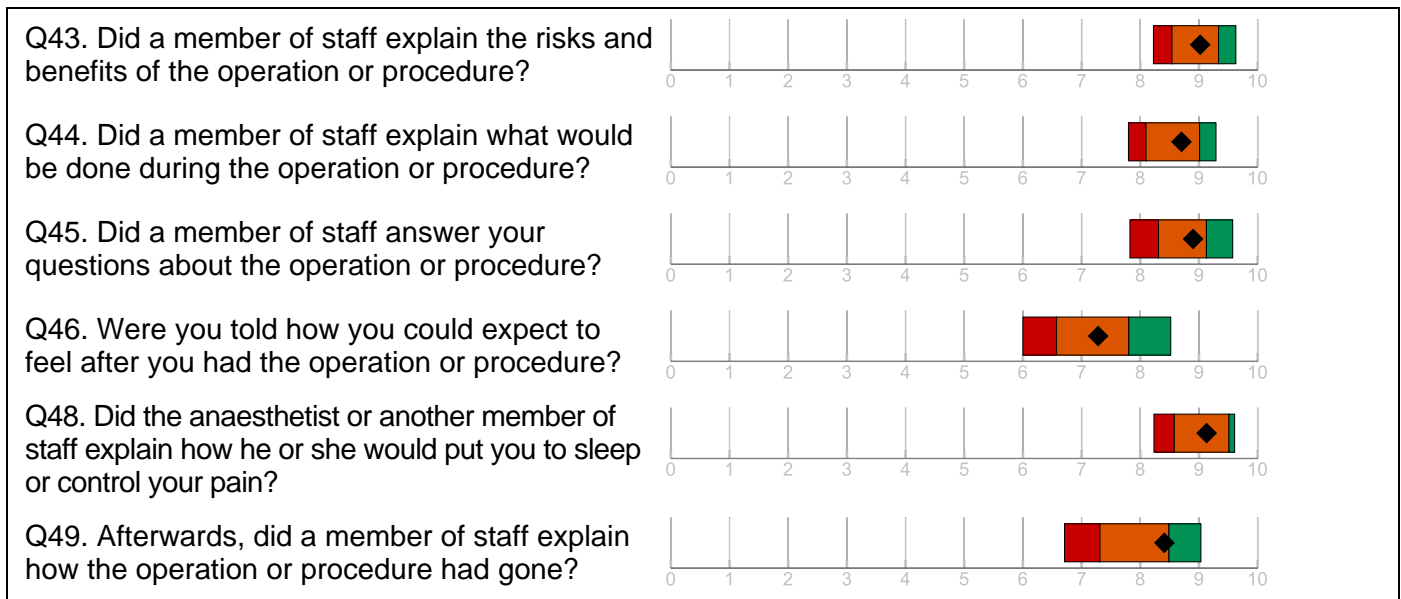 Q43. Did a member of staff explain the risks and
benefits of the operation or procedure?
0 1 2 3 4 5 6 7 8 9 10
Q44. Did a member of staff explain what would
be done during the operation or procedure?
0 1 2 3 4 5 6 7 8 9 10
Q45. Did a member of staff answer your
questions about the operation or procedure?
0 1 2 3 4 5 6 7 8 9 10
Q46. Were you told how you could expect to
feel after you had the operation or procedure?
0 1 2 3 4 5 6 7 8 9 10
Q48. Did the anaesthetist or another member of
staff explain how he or she would put you to sleep
or control your pain?
0 1 2 3 4 5 6 7 8 9 10
Q49. Afterwards, did a member of staff explain
how the operation or procedure had gone?
0 1 2 3 4 5 6 7 8 9 10